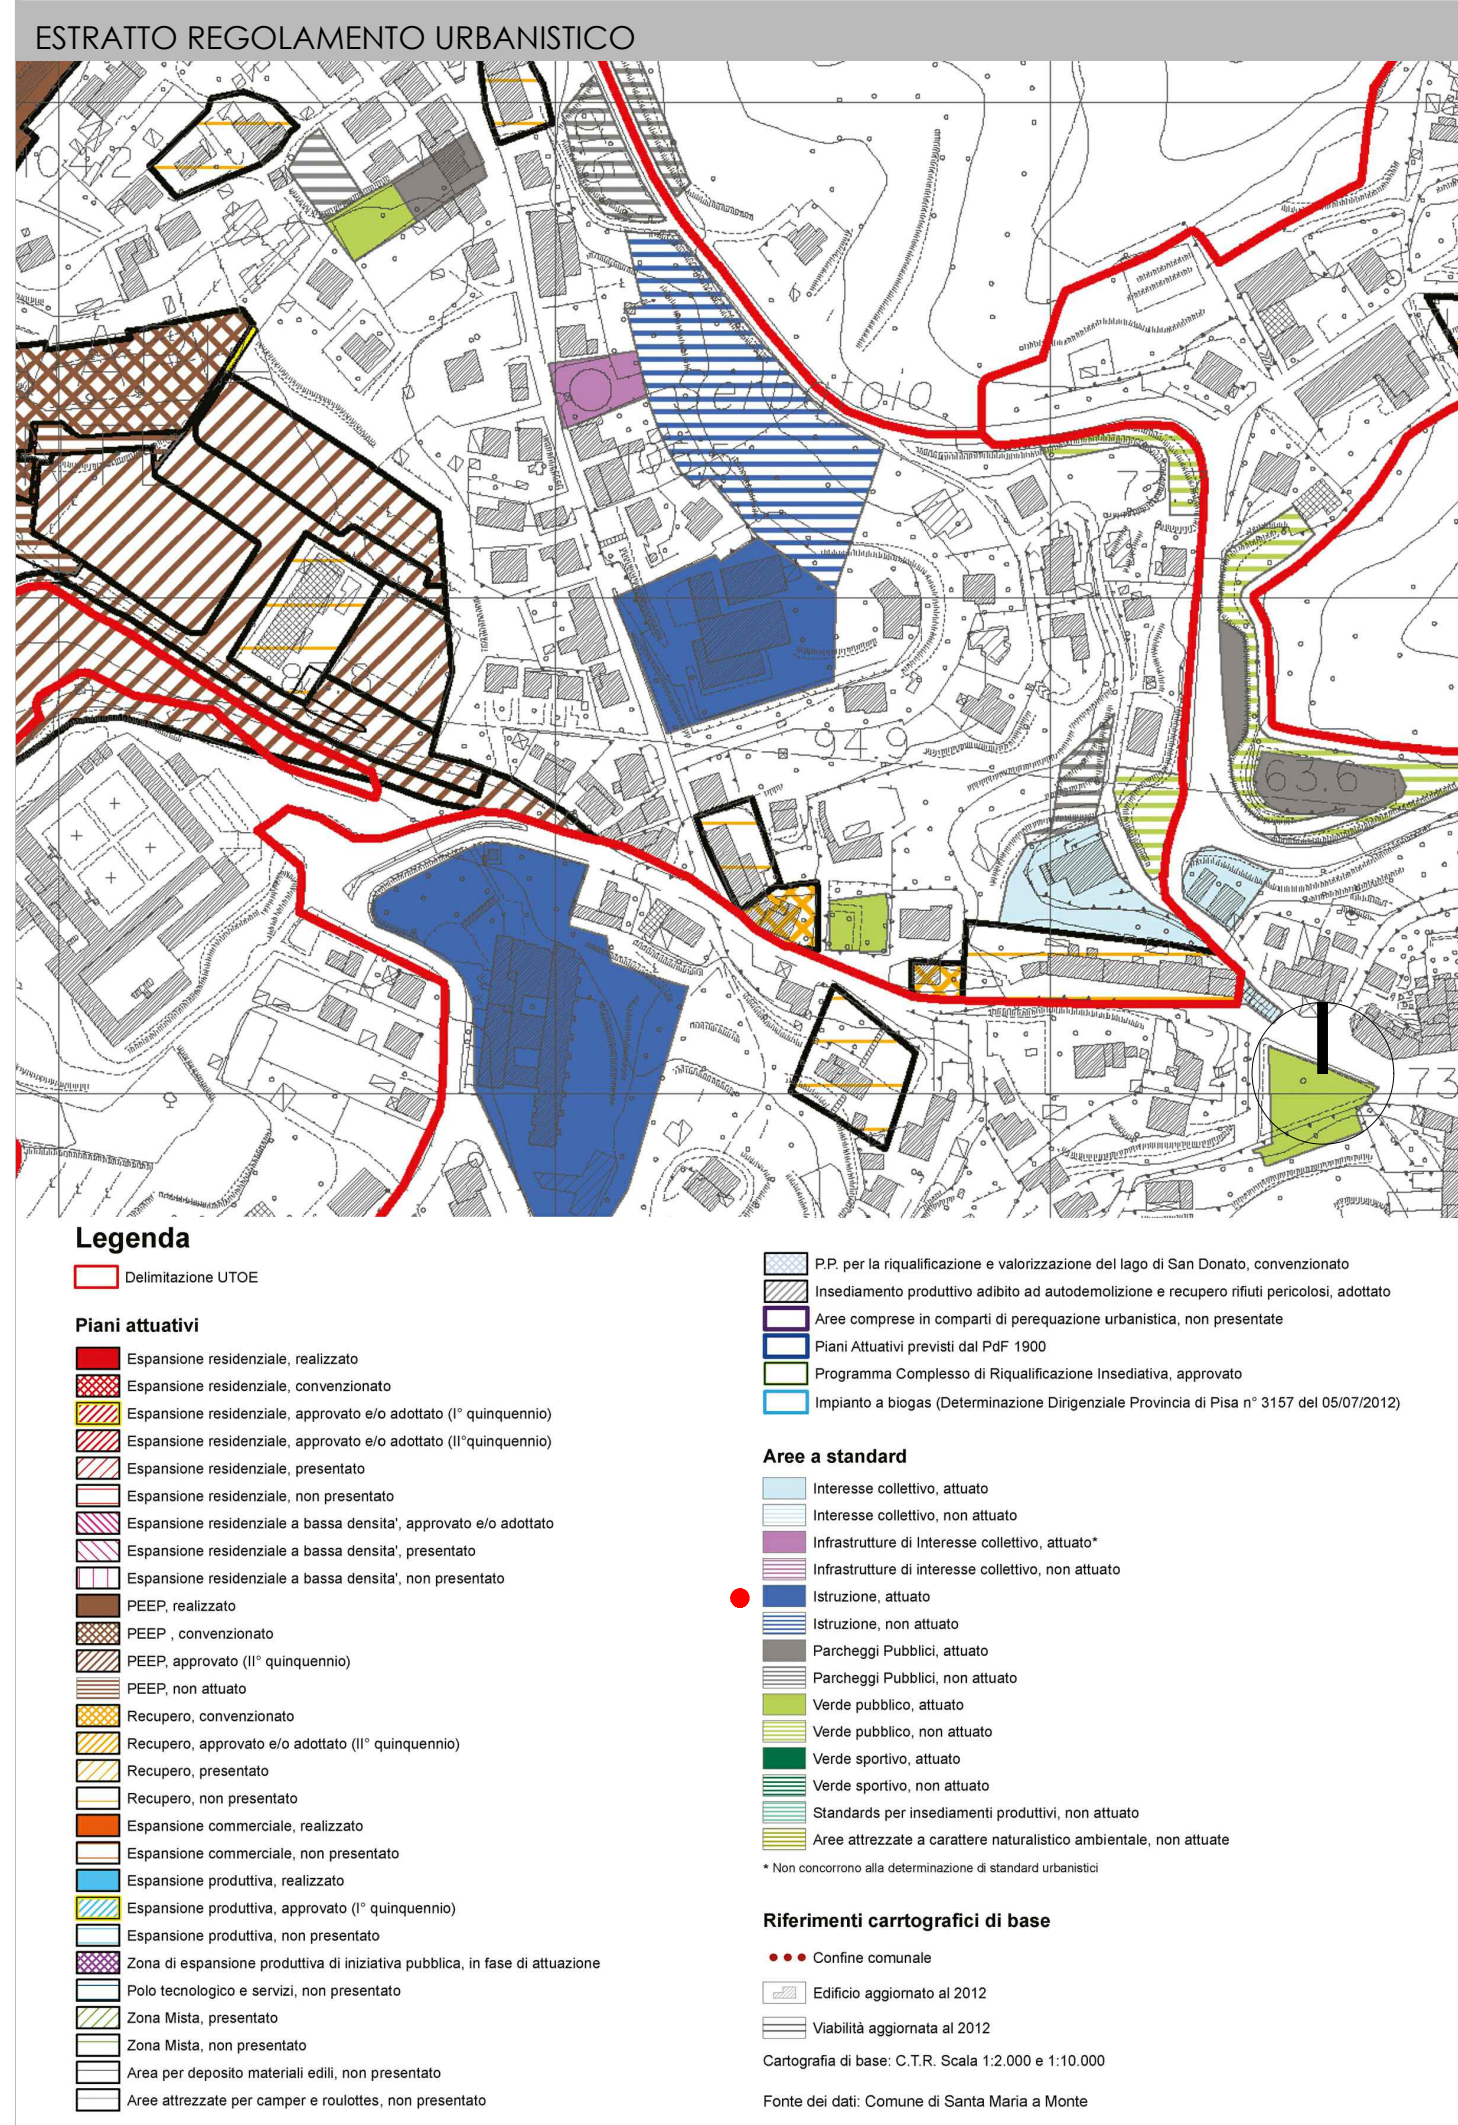 ESTRATTO REGOLAMENTO URBANISTICO
104.2
94.9
63.6
73
Legenda
Delimitazione UTOE
Piani attuativi
Espansione residenziale, realizzato
Espansione residenziale, convenzionato
Espansione residenziale, approvato e/o adottato (I° quinquennio)
Espansione residenziale, approvato e/o adottato (II°quinquennio)
Espansione residenziale, presentato
Espansione residenziale, non presentato
Espansione residenziale a bassa densita', approvato e/o adottato
Espansione residenziale a bassa densita', presentato
Espansione residenziale a bassa densita', non presentato
PEEP, realizzato
PEEP , convenzionato
PEEP, approvato (II° quinquennio)
PEEP, non attuato
Recupero, convenzionato
Recupero, approvato e/o adottato (II° quinquennio)
Recupero, presentato
Recupero, non presentato
Espansione commerciale, realizzato
Espansione commerciale, non presentato
Espansione produttiva, realizzato
Espansione produttiva, approvato (I° quinquennio)
Espansione produttiva, non presentato
Zona di espansione produttiva di iniziativa pubblica, in fase di attuazione
Polo tecnologico e servizi, non presentato
Zona Mista, presentato
Zona Mista, non presentato
Area per deposito materiali edili, non presentato
Aree attrezzate per camper e roulottes, non presentato
P.P. per la riqualificazione e valorizzazione del lago di San Donato, convenzionato
Insediamento produttivo adibito ad autodemolizione e recupero rifiuti pericolosi, adottato
Aree comprese in comparti di perequazione urbanistica, non presentate
Piani Attuativi previsti dal PdF 1900
Programma Complesso di Riqualificazione Insediativa, approvato
Impianto a biogas (Determinazione Dirigenziale Provincia di Pisa n° 3157 del 05/07/2012)
Aree a standard
Interesse collettivo, attuato
Interesse collettivo, non attuato
Infrastrutture di Interesse collettivo, attuato*
Infrastrutture di interesse collettivo, non attuato
Istruzione, attuato
Istruzione, non attuato
Parcheggi Pubblici, attuato
Parcheggi Pubblici, non attuato
Verde pubblico, attuato
Verde pubblico, non attuato
Verde sportivo, attuato
Verde sportivo, non attuato
Standards per insediamenti produttivi, non attuato
Aree attrezzate a carattere naturalistico ambientale, non attuate
* Non concorrono alla determinazione di standard urbanistici
Riferimenti carrtografici di base
Confine comunale
Edificio aggiornato al 2012
Viabilità aggiornata al 2012
Cartografia di base: C.T.R. Scala 1:2.000 e 1:10.000
Fonte dei dati: Comune di Santa Maria a Monte